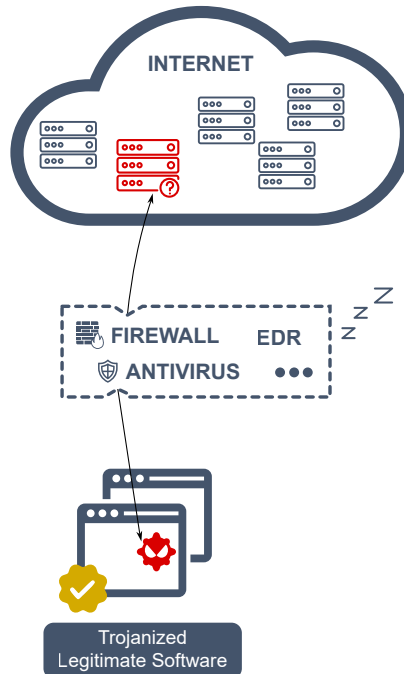 INTERNET
?
Z
Z
Z
FIREWALL EDR
ANTIVIRUS
Trojanized
Legitimate Software